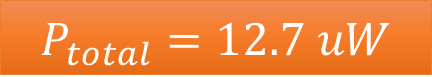 P_total = 12.7 uW